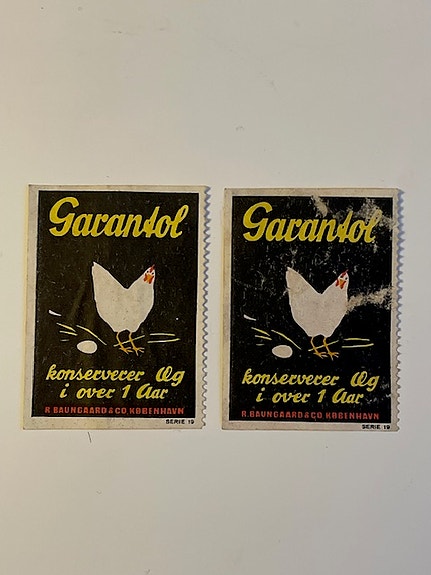 Garantol
konserverer Æg
i over 1 Aar
R. BAUNGAARD & CO, KØBENHAVN
SERIE 19
Garantol
konserverer Æg
i over 1 Aar
R. BAUNGAARD & CO, KØBENHAVN
SERIE 19